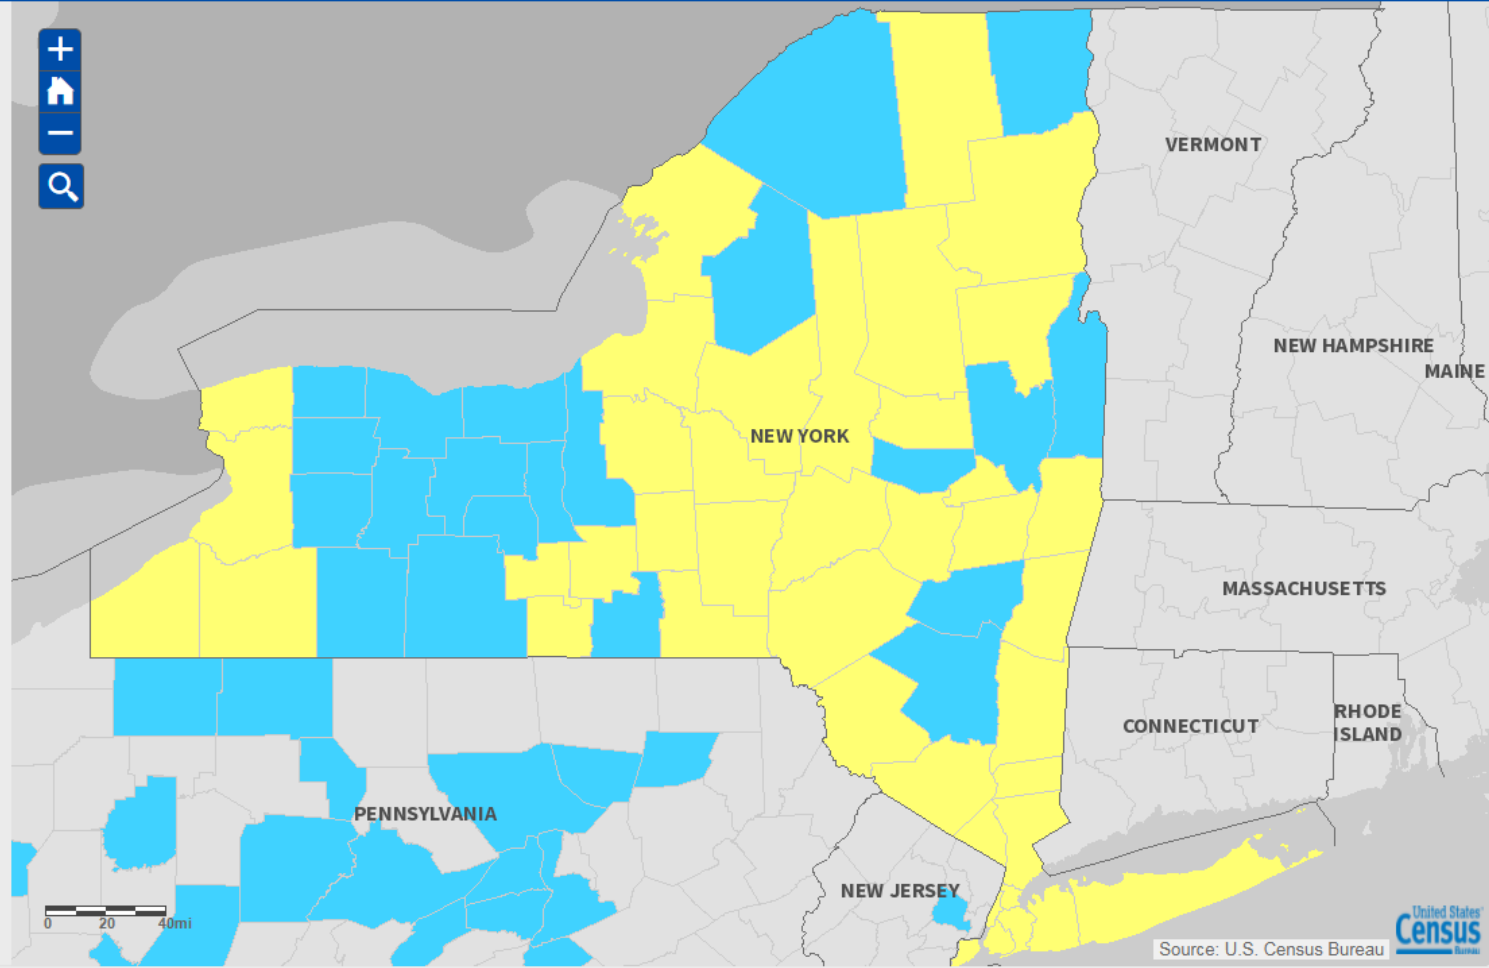 +
−
VERMONT
NEW HAMPSHIRE
MAINE
NEW YORK
MASSACHUSETTS
RHODE
ISLAND
CONNECTICUT
PENNSYLVANIA
NEW JERSEY
0 20 40mi
United States®
Census
Bureau
Source: U.S. Census Bureau